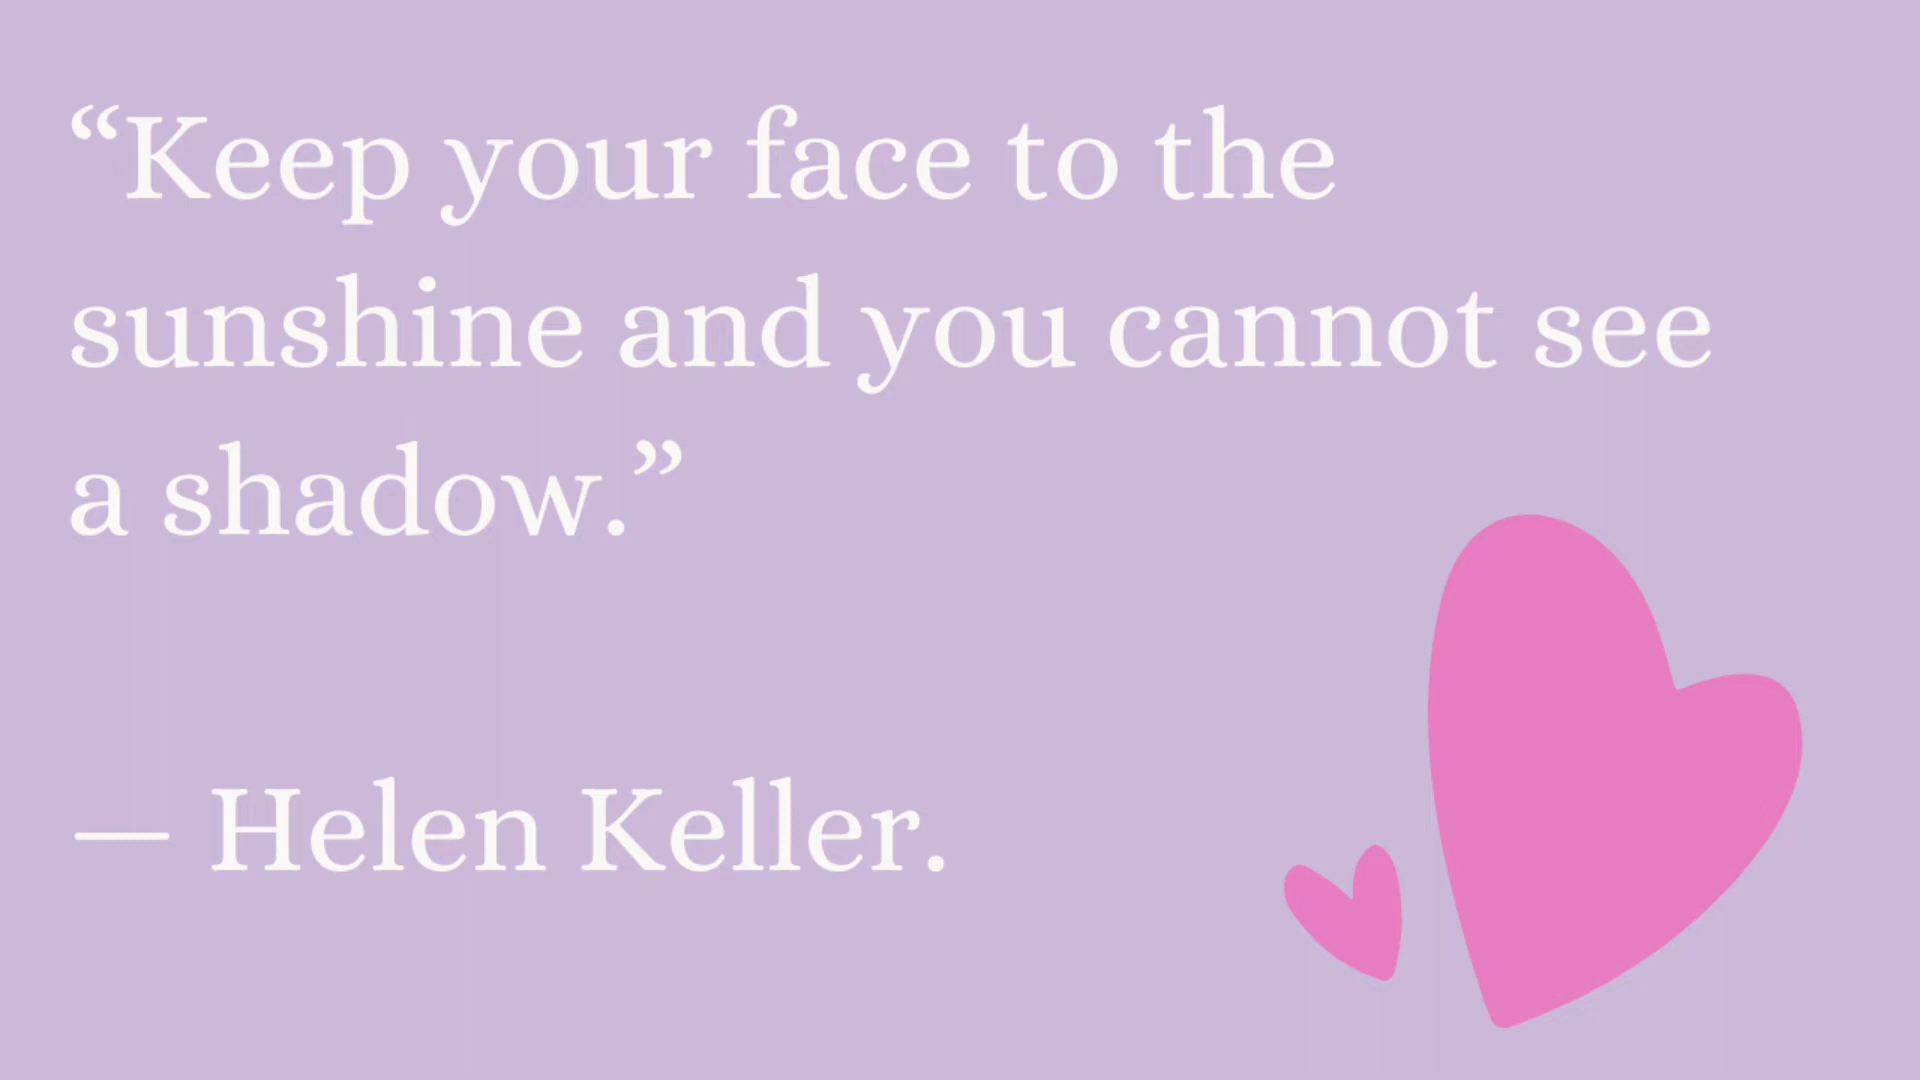 “Keep your face to the
sunshine and you cannot see
a shadow.”
— Helen Keller.